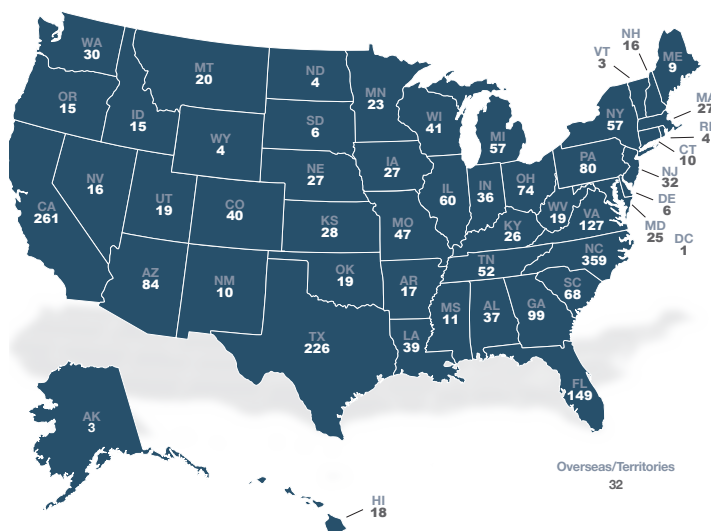 WA
30
OR
15
CA
261
NV
16
ID
15
MT
20
WY
4
UT
19
CO
40
AZ
84
NM
10
ND
4
SD
6
NE
27
KS
28
OK
19
TX
226
MN
23
IA
27
MO
47
AR
17
LA
39
WI
41
IL
60
MI
57
IN
36
OH
74
KY
26
TN
52
MS
11
AL
37
GA
99
FL
149
SC
68
NC
359
VA
127
WV
19
PA
80
NY
57
VT
3
NH
16
ME
9
MA
27
RI
4
CT
10
NJ
32
DE
6
MD
25
DC
1
AK
3
HI
18
Overseas/Territories
32